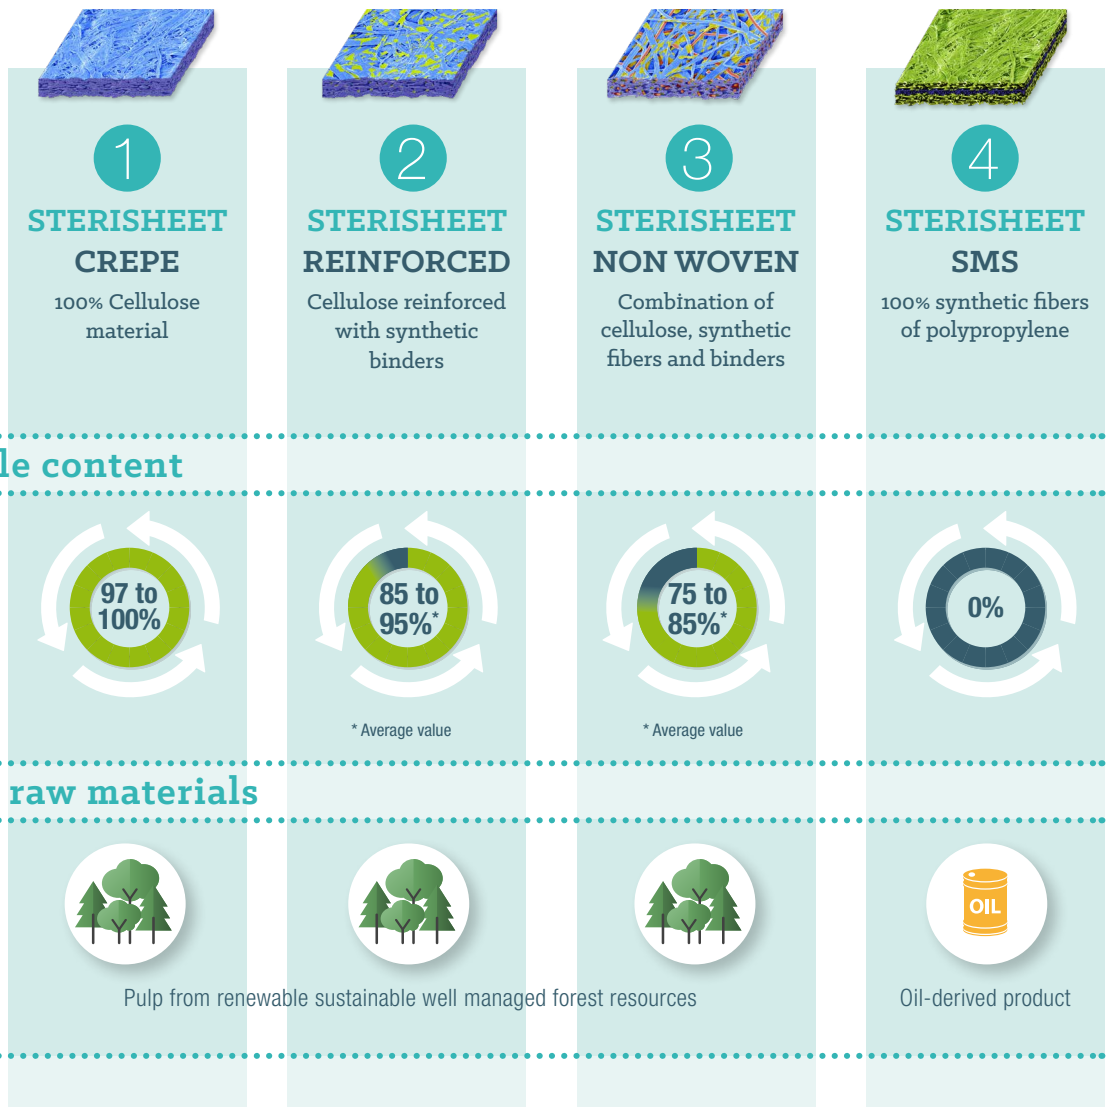 1
STERISHEET
CREPE
100% Cellulose
material
2
STERISHEET
REINFORCED
Cellulose reinforced
with synthetic
binders
3
STERISHEET
NON WOVEN
Combination of
cellulose, synthetic
fibers and binders
4
STERISHEET
SMS
100% synthetic fibers
of polypropylene
le content
97 to
100%
85 to
95%*
* Average value
75 to
85%*
* Average value
0%
raw materials
OIL
Pulp from renewable sustainable well managed forest resources
Oil-derived product